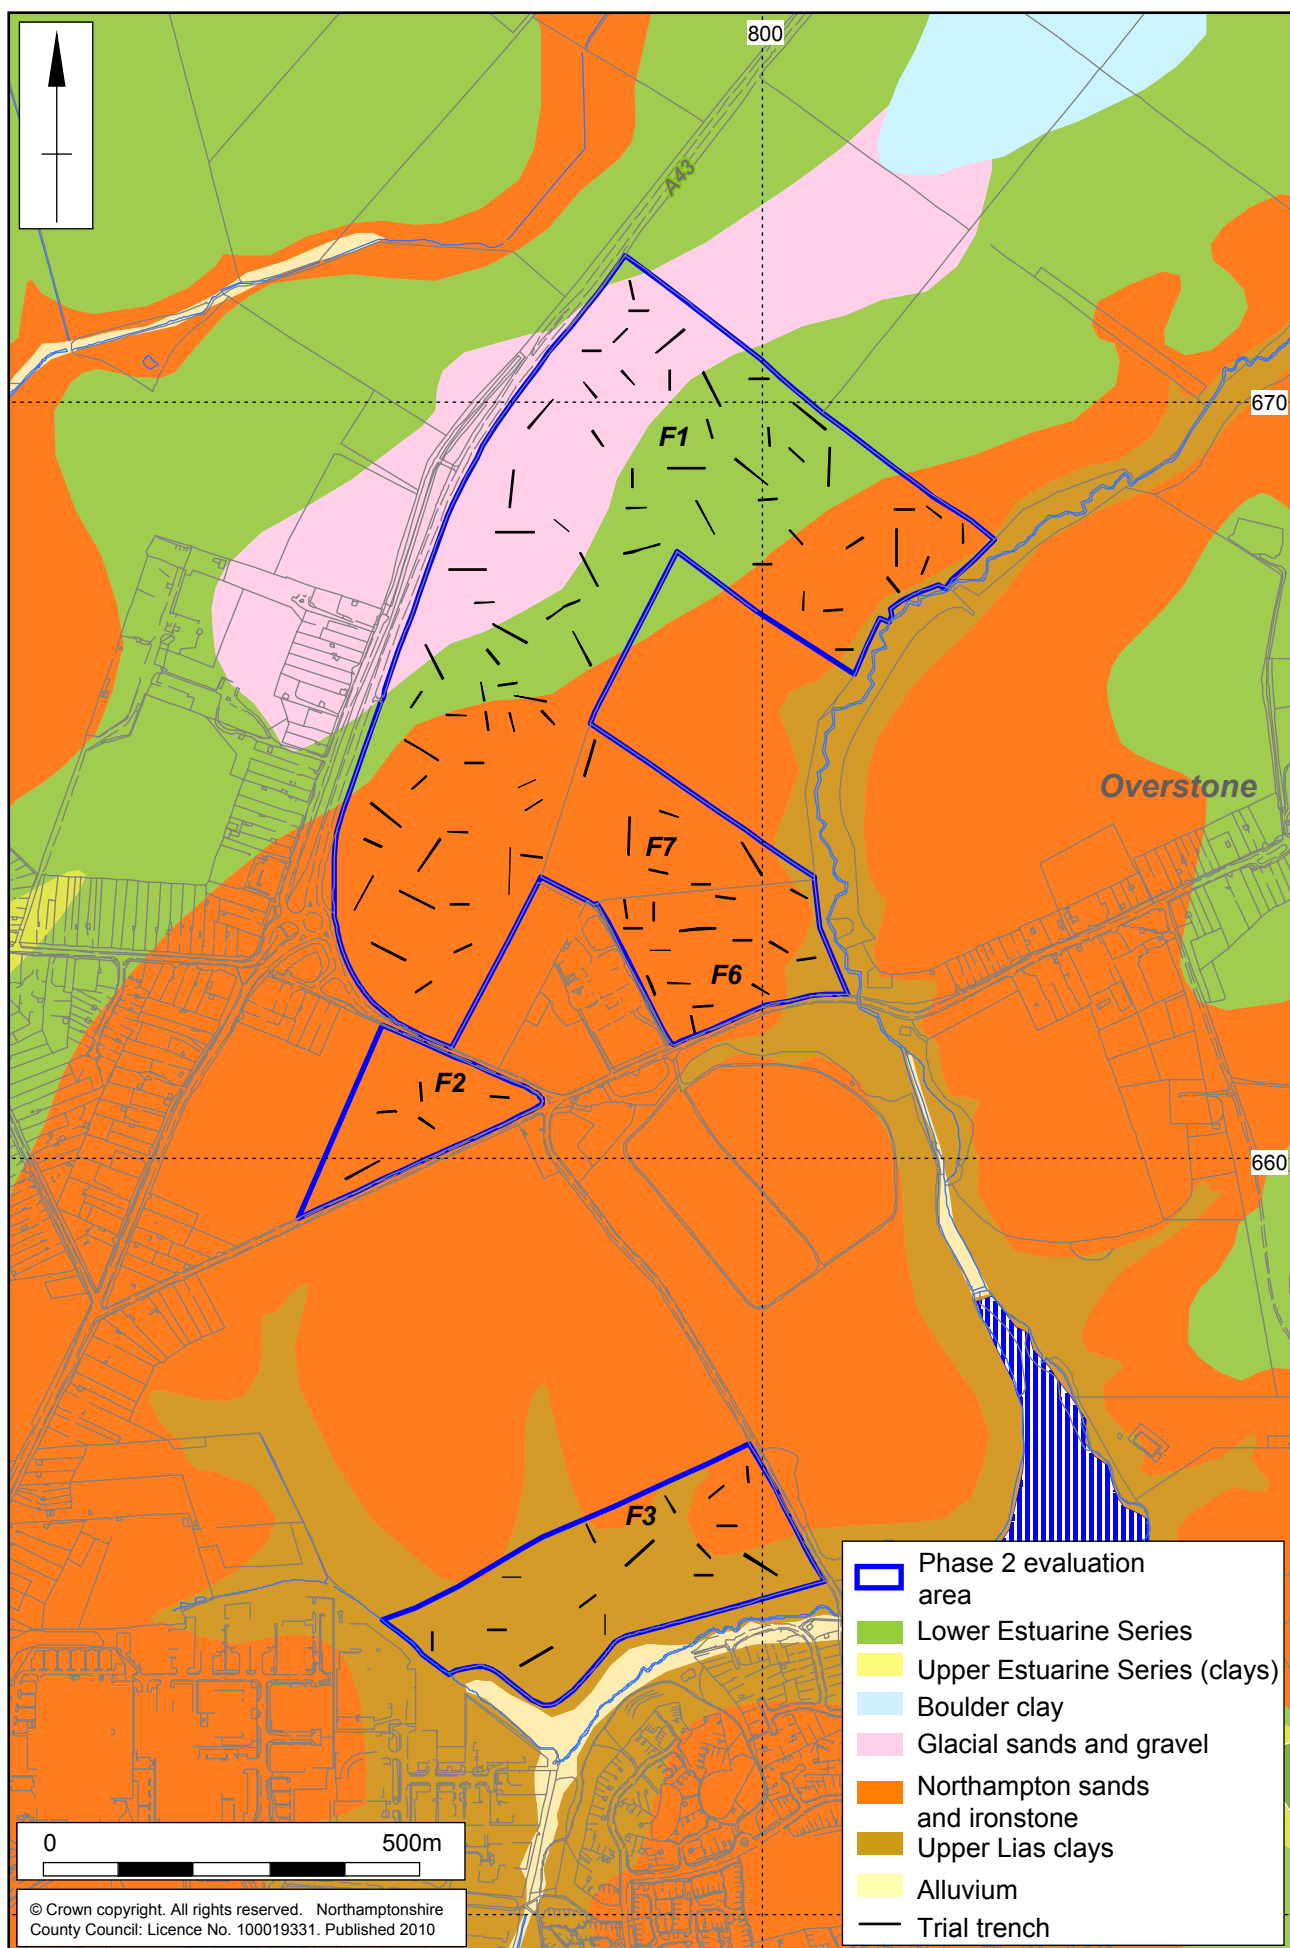 800
A43
670
F1
Overstone
F7
F6
F2
660
F3
Phase 2 evaluation
area
Lower Estuarine Series
Upper Estuarine Series (clays)
Boulder clay
Glacial sands and gravel
Northampton sands
and ironstone
Upper Lias clays
Alluvium
Trial trench
0 500m
© Crown copyright. All rights reserved. Northamptonshire
County Council: Licence No. 100019331. Published 2010